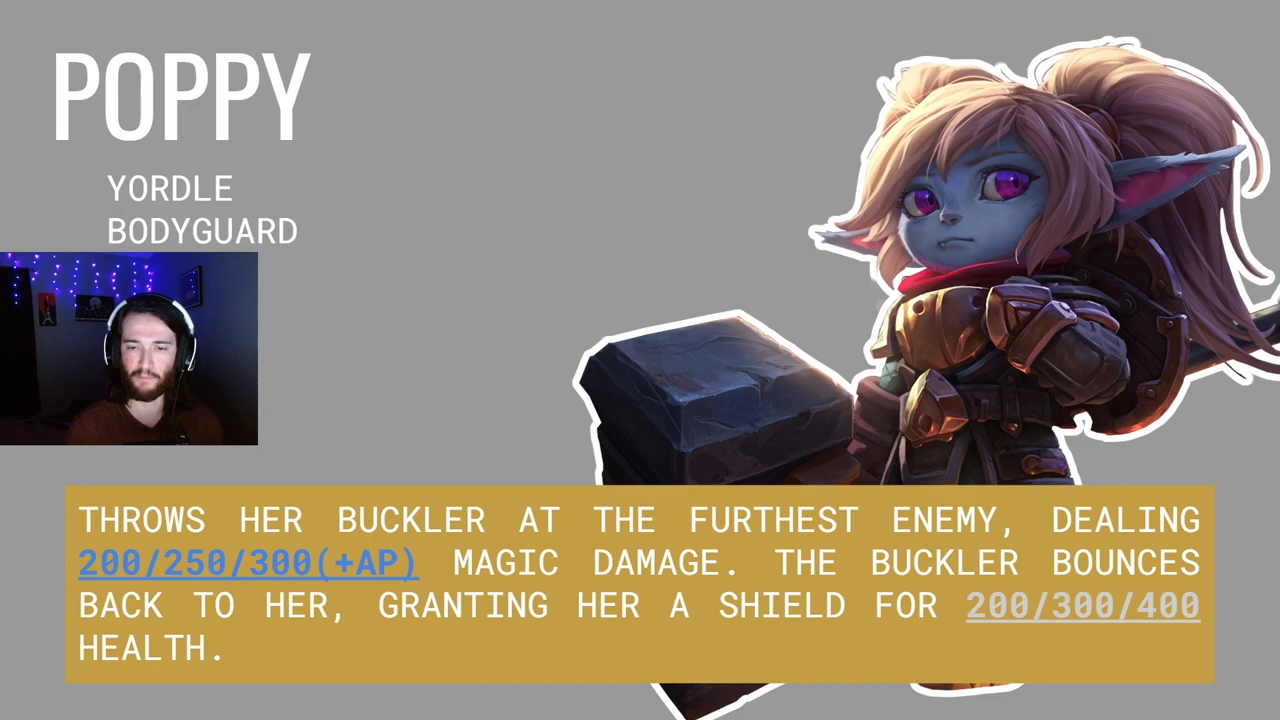 POPPY
YORDLE
BODYGUARD
THROWS HER BUCKLER AT THE FURTHEST ENEMY, DEALING
200/250/300(+AP) MAGIC DAMAGE. THE BUCKLER BOUNCES
BACK TO HER, GRANTING HER A SHIELD FOR 200/300/400
HEALTH.